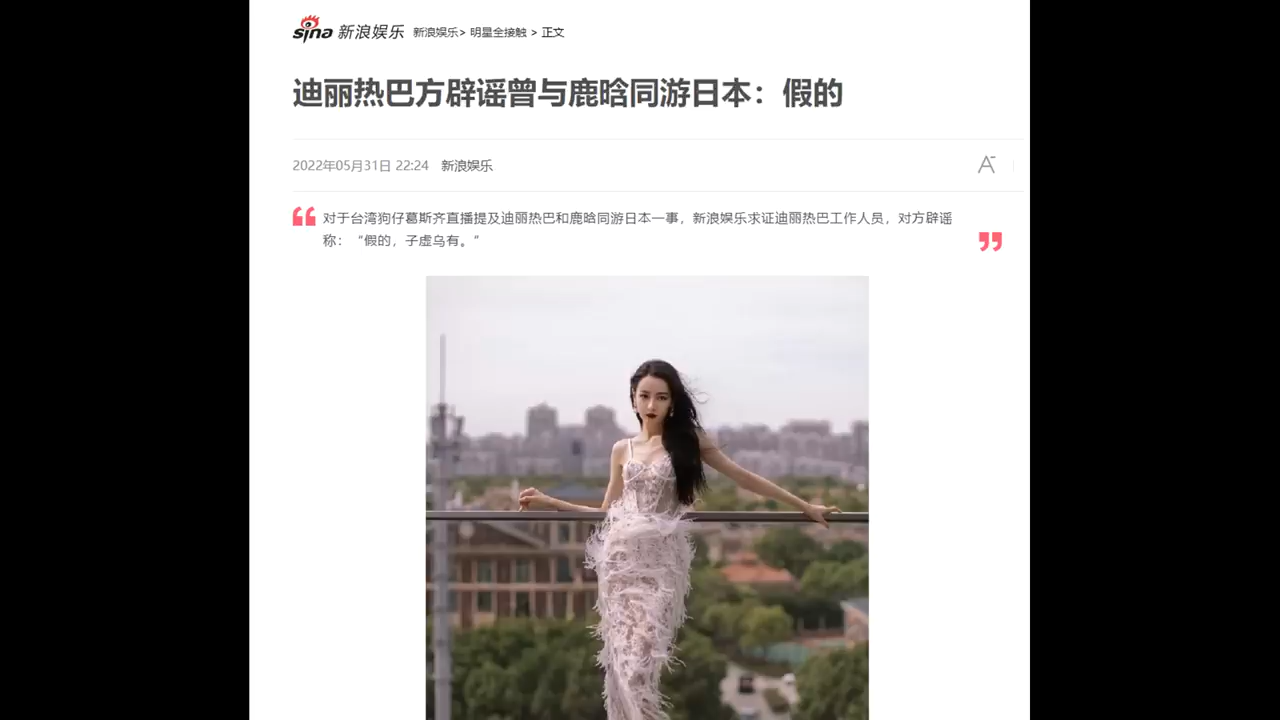 sina 新浪娱乐 新浪娱乐> 明星全接触 > 正文
迪丽热巴方辟谣曾与鹿晗同游日本：假的
2022年05月31日 22:24 新浪娱乐 A-
“ 对于台湾狗仔葛斯齐直播提及迪丽热巴和鹿晗同游日本一事，新浪娱乐求证迪丽热巴工作人员，对方辟谣
称：“假的，子虚乌有。” ”